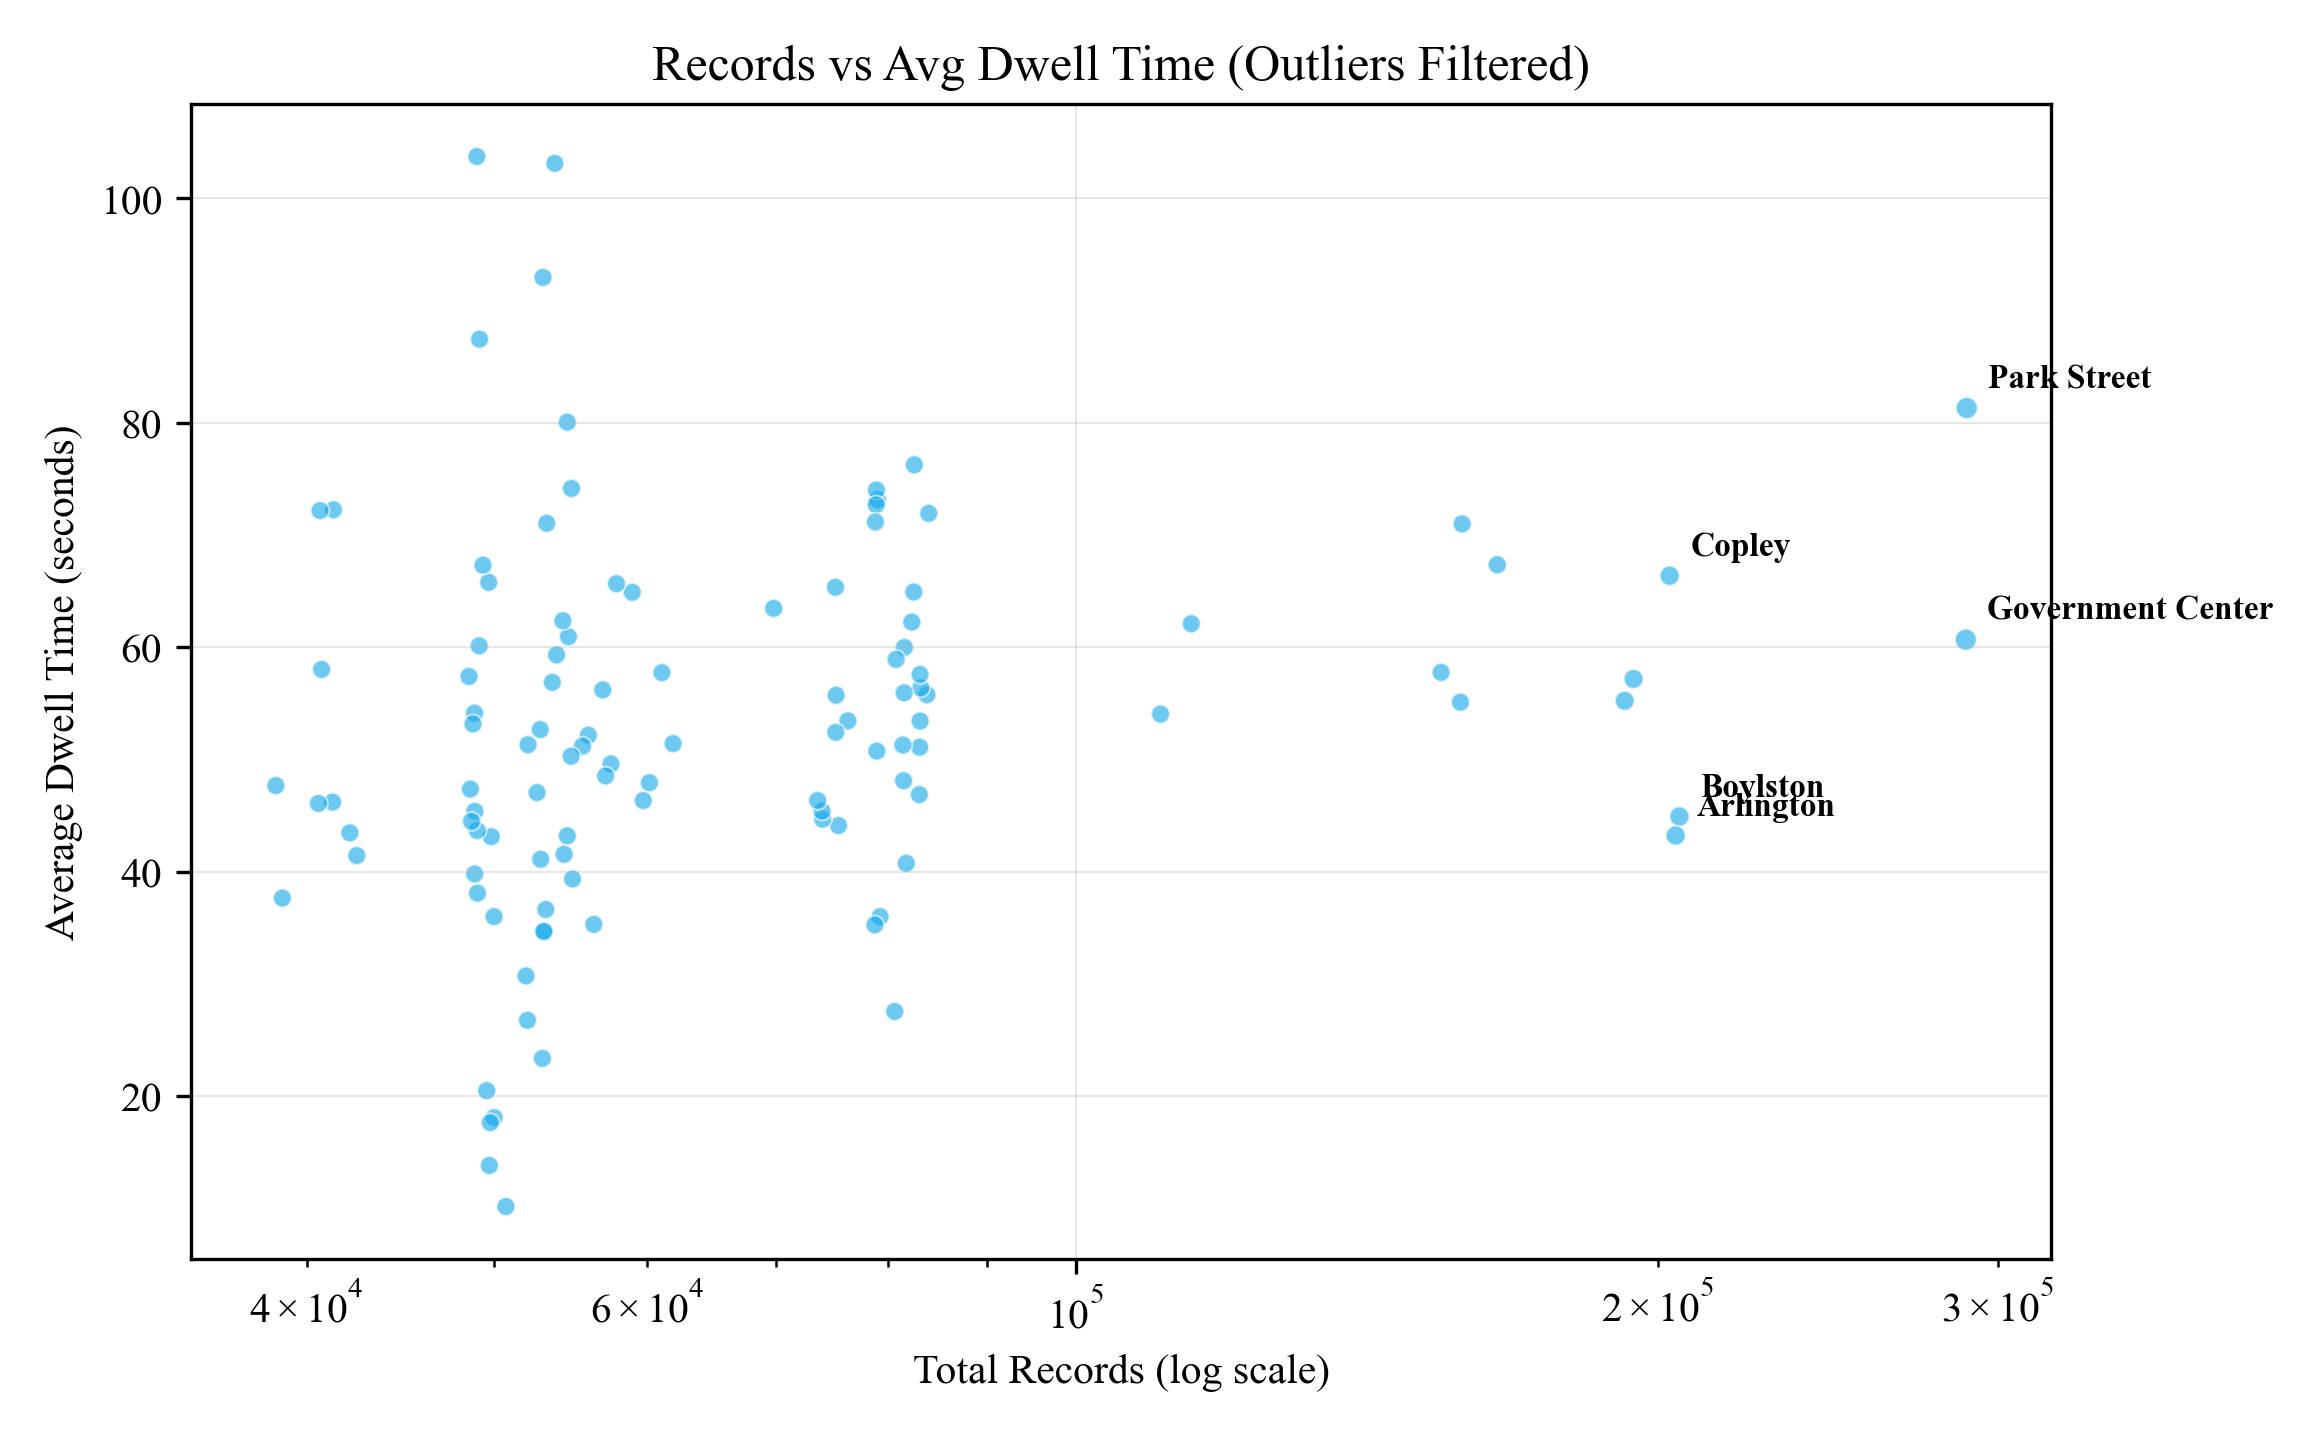 Records vs Avg Dwell Time (Outliers Filtered)
Average Dwell Time (seconds)
100
80
60
40
20
Park Street
Copley
Government Center
Boylston
Arlington
4 × 10⁴
6 × 10⁴
10⁵
2 × 10⁵
3 × 10⁵
Total Records (log scale)